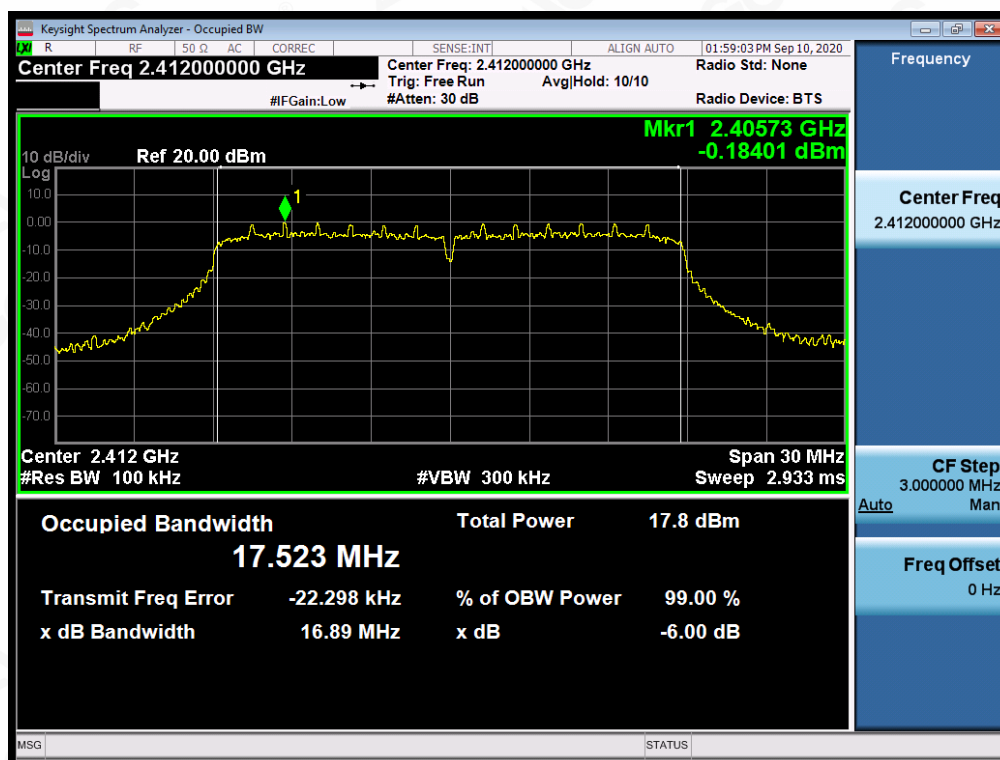 Keysight Spectrum Analyzer - Occupied BW
LXI R RF 50 Ω AC CORREC SENSE:INT ALIGN AUTO 01:59:03 PM Sep 10, 2020
Center Freq 2.412000000 GHz
Center Freq: 2.412000000 GHz Radio Std: None
Trig: Free Run Avg|Hold: 10/10
#IFGain:Low #Atten: 30 dB Radio Device: BTS
Frequency
Mkr1 2.40573 GHz
-0.18401 dBm
10 dB/div Ref 20.00 dBm
Log
10.0
1
0.00
-10.0
-20.0
-30.0
-40.0
-50.0
-60.0
-70.0
Center Freq
2.412000000 GHz
Center 2.412 GHz Span 30 MHz
#Res BW 100 kHz #VBW 300 kHz Sweep 2.933 ms
CF Step
3.000000 MHz
Auto Man
Occupied Bandwidth Total Power 17.8 dBm
17.523 MHz
Transmit Freq Error -22.298 kHz % of OBW Power 99.00 %
x dB Bandwidth 16.89 MHz x dB -6.00 dB
Freq Offset
0 Hz
MSG STATUS